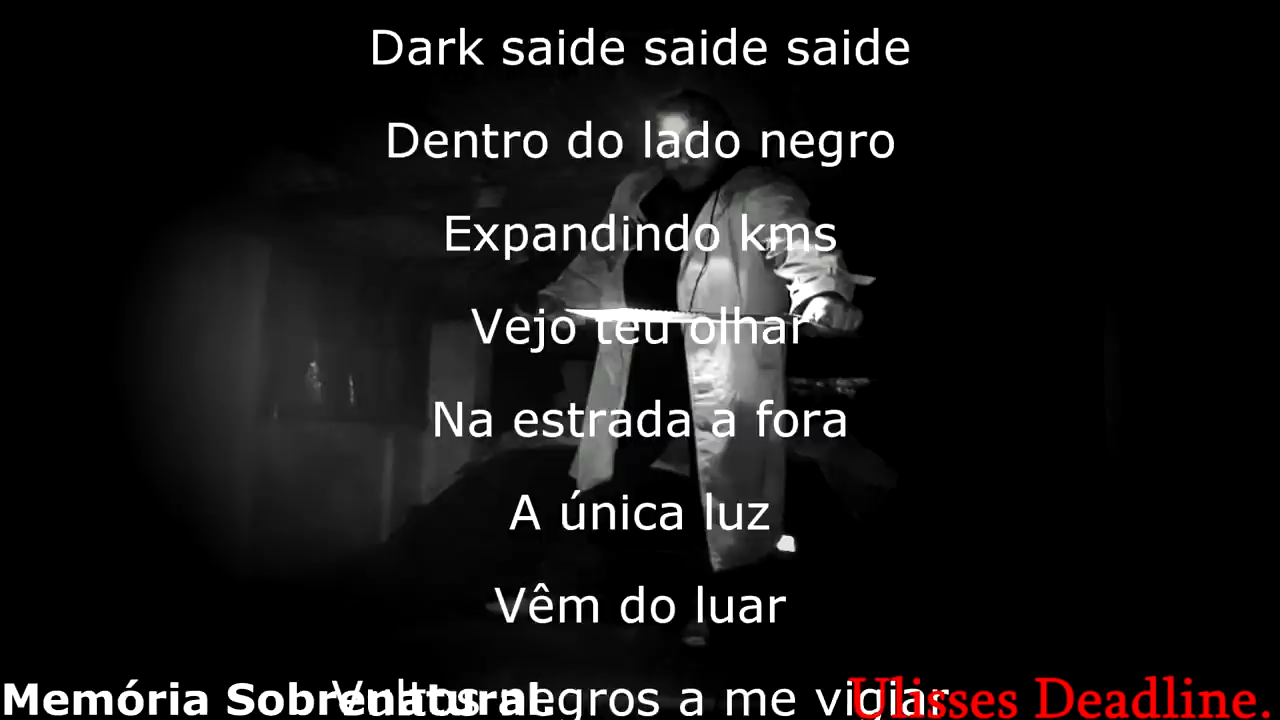 Dark saide saide saide
Dentro do lado negro
Expandindo kms
Vejo teu olhar
Na estrada a fora
A única luz
Vêm do luar
Vultos negros a me vigiar
Memória Sobrenatural.
Ulisses Deadline.